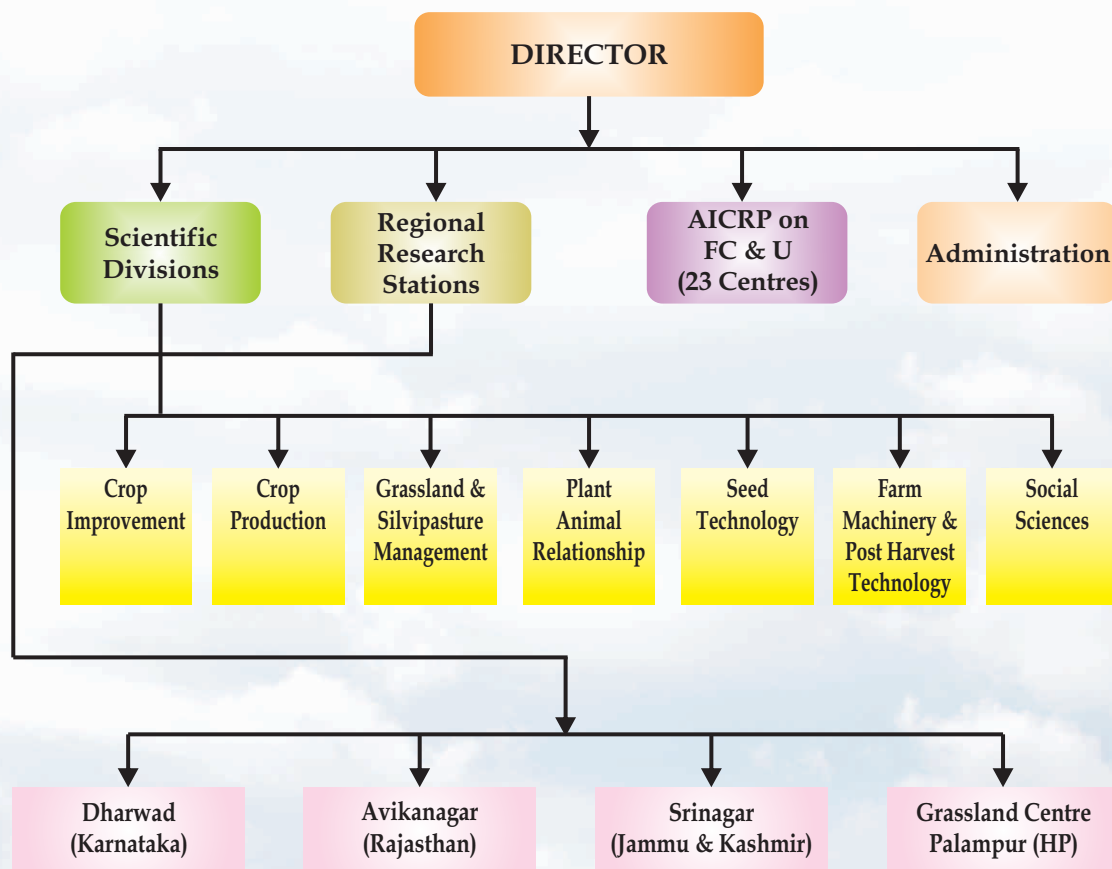 DIRECTOR
Scientific
Divisions
Regional
Research
Stations
AICRP on
FC & U
(23 Centres)
Administration
Crop
Improvement
Crop
Production
Grassland &
Silvipasture
Management
Plant
Animal
Relationship
Seed
Technology
Farm
Machinery &
Post Harvest
Technology
Social
Sciences
Dharwad
(Karnataka)
Avikanagar
(Rajasthan)
Srinagar
(Jammu & Kashmir)
Grassland Centre
Palampur (HP)